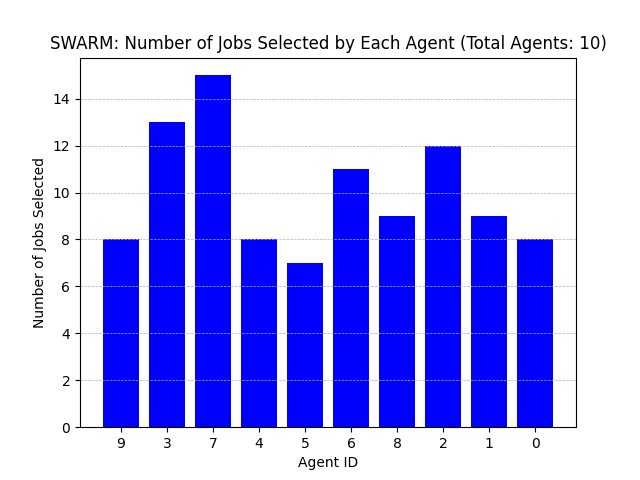 SWARM: Number of Jobs Selected by Each Agent (Total Agents: 10)
Number of Jobs Selected
14
12
10
8
6
4
2
0
9 3 7 4 5 6 8 2 1 0
Agent ID